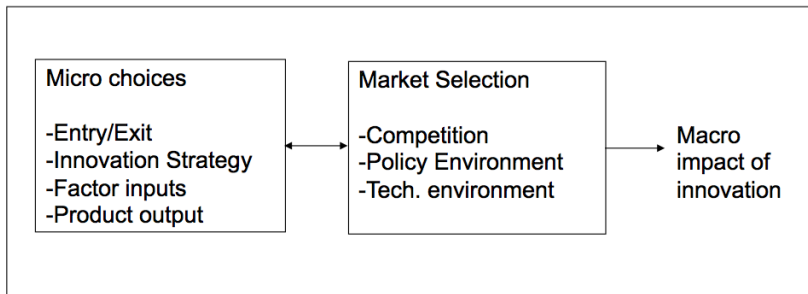 Micro choices
-Entry/Exit
-Innovation Strategy
-Factor inputs
-Product output
Market Selection
-Competition
-Policy Environment
-Tech. environment
Macro
impact of
innovation